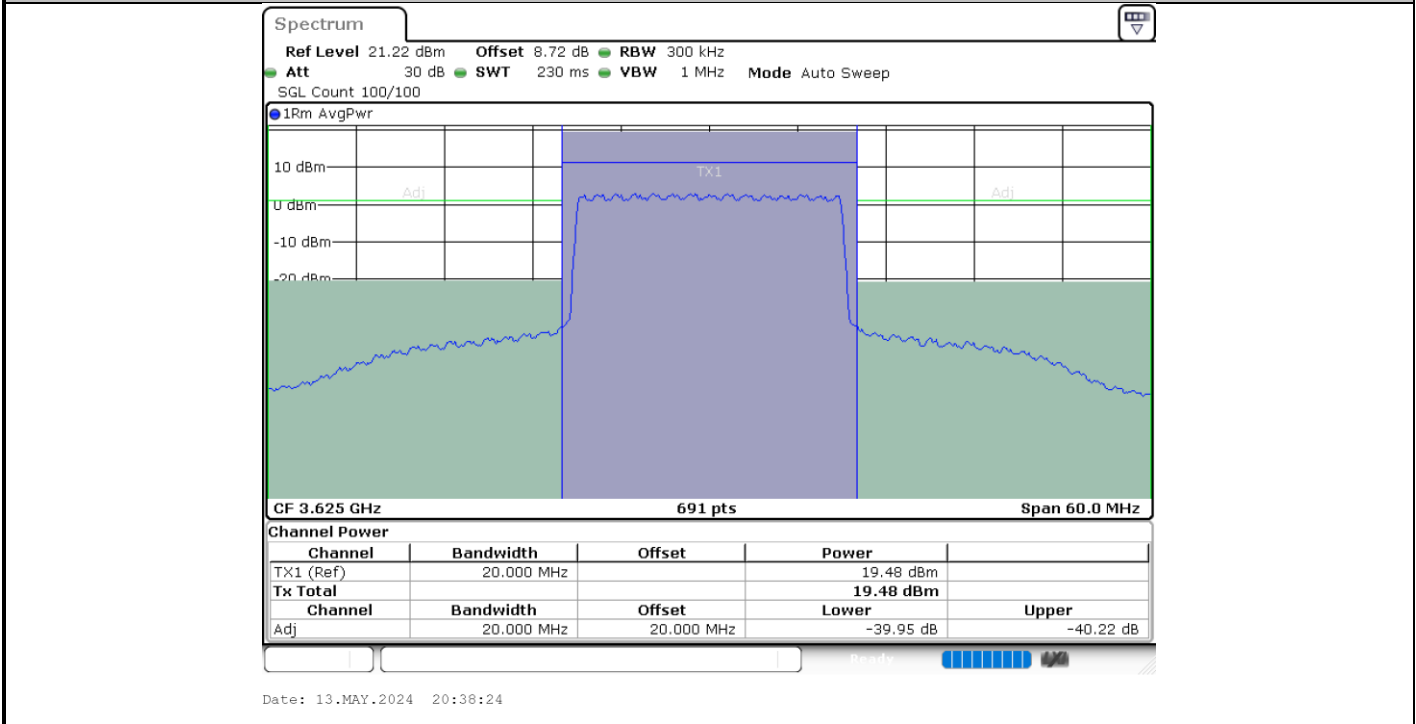 Spectrum
Ref Level 21.22 dBm Offset 8.72 dB RBW 300 kHz
Att 30 dB SWT 230 ms VBW 1 MHz Mode Auto Sweep
SGL Count 100/100
1Rm AvgPwr
10 dBm
TX1
Adj Adj
0 dBm
-10 dBm
-20 dBm
CF 3.625 GHz 691 pts Span 60.0 MHz
Channel Power
Channel Bandwidth Offset Power
TX1 (Ref) 20.000 MHz 19.48 dBm
Tx Total 19.48 dBm
Channel Bandwidth Offset Lower Upper
Adj 20.000 MHz 20.000 MHz -39.95 dB -40.22 dB
Ready
Date: 13.MAY.2024 20:38:24